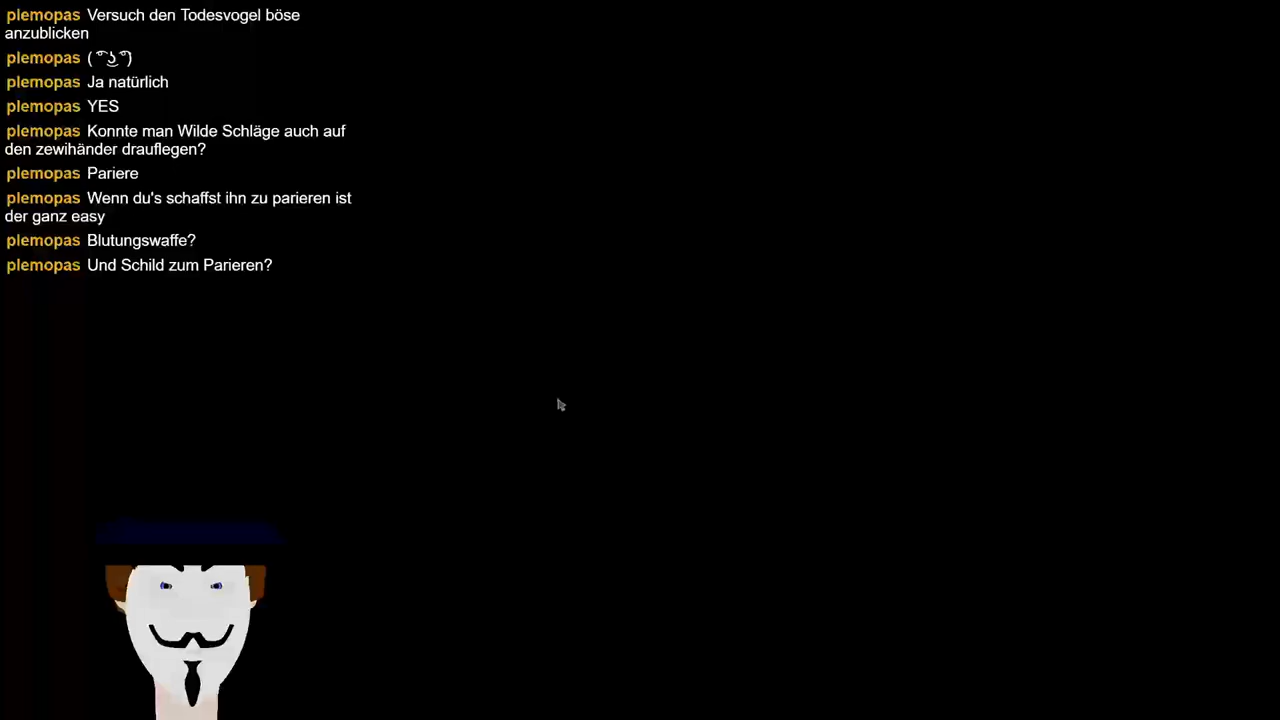 plemopas Versuch den Todesvogel böse
anzublicken
plemopas ( ͡° ͜ʖ ͡°)
plemopas Ja natürlich
plemopas YES
plemopas Konnte man Wilde Schläge auch auf
den zewihänder drauflegen?
plemopas Pariere
plemopas Wenn du's schaffst ihn zu parieren ist
der ganz easy
plemopas Blutungswaffe?
plemopas Und Schild zum Parieren?